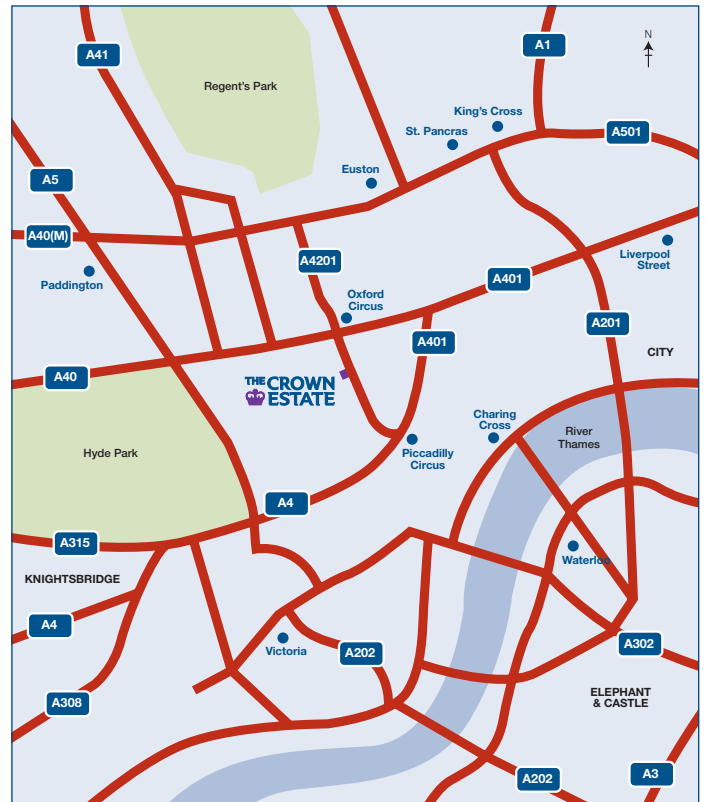 A1
N
A41
Regent's Park
King's Cross
St. Pancras
A501
Euston
A5
A40(M)
A4201
Liverpool
Street
Paddington
A401
Oxford
Circus
A201
A401
CITY
A40
THE CROWN
ESTATE
Charing
Cross
River
Thames
Hyde Park
Piccadilly
Circus
A4
A315
Waterloo
KNIGHTSBRIDGE
A4
Victoria
A202
A302
A308
ELEPHANT
& CASTLE
A202
A3